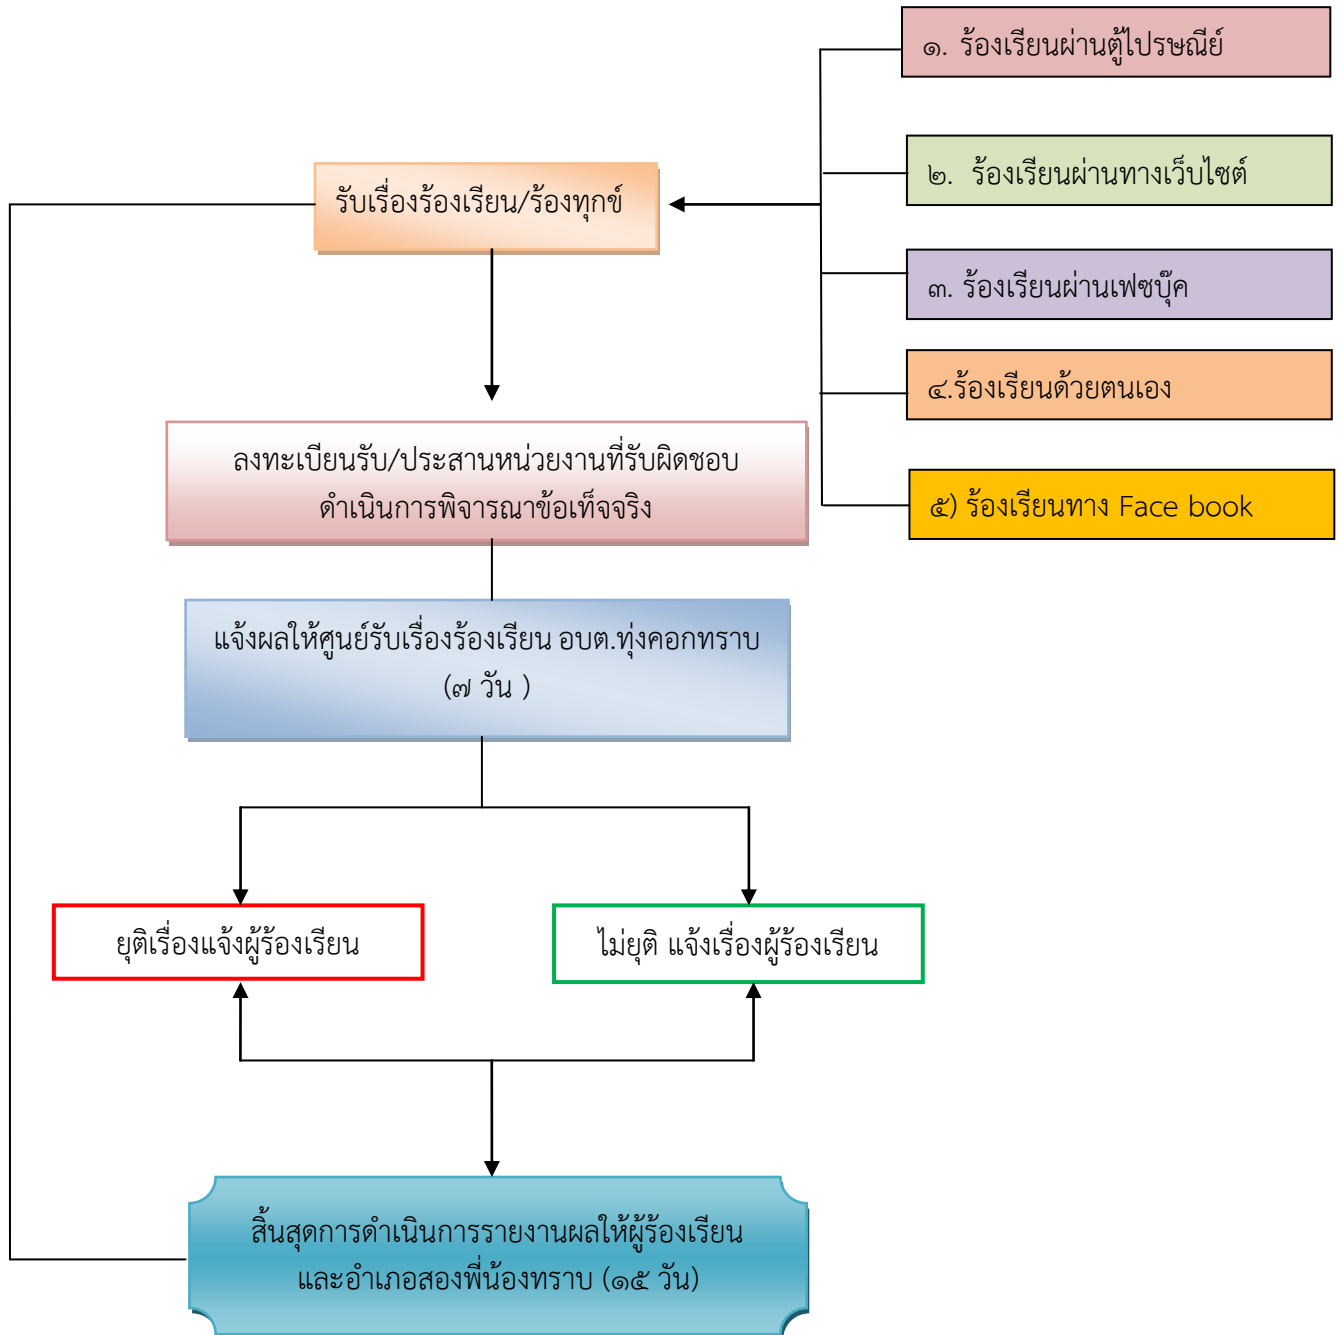 ๑. ร้องเรียนผ่านตู้ไปรษณีย์
๒. ร้องเรียนผ่านทางเว็บไซต์
รับเรื่องร้องเรียน/ร้องทุกข์
๓. ร้องเรียนผ่านเฟซบุ๊ค
๔.ร้องเรียนด้วยตนเอง
๕) ร้องเรียนทาง Face book
ลงทะเบียนรับ/ประสานหน่วยงานที่รับผิดชอบ
ดำเนินการพิจารณาข้อเท็จจริง
แจ้งผลให้ศูนย์รับเรื่องร้องเรียน อบต.ทุ่งคอกทราบ
(๗ วัน )
ยุติเรื่องแจ้งผู้ร้องเรียน
ไม่ยุติ แจ้งเรื่องผู้ร้องเรียน
สิ้นสุดการดำเนินการรายงานผลให้ผู้ร้องเรียน
และอำเภอสองพี่น้องทราบ (๑๕ วัน)